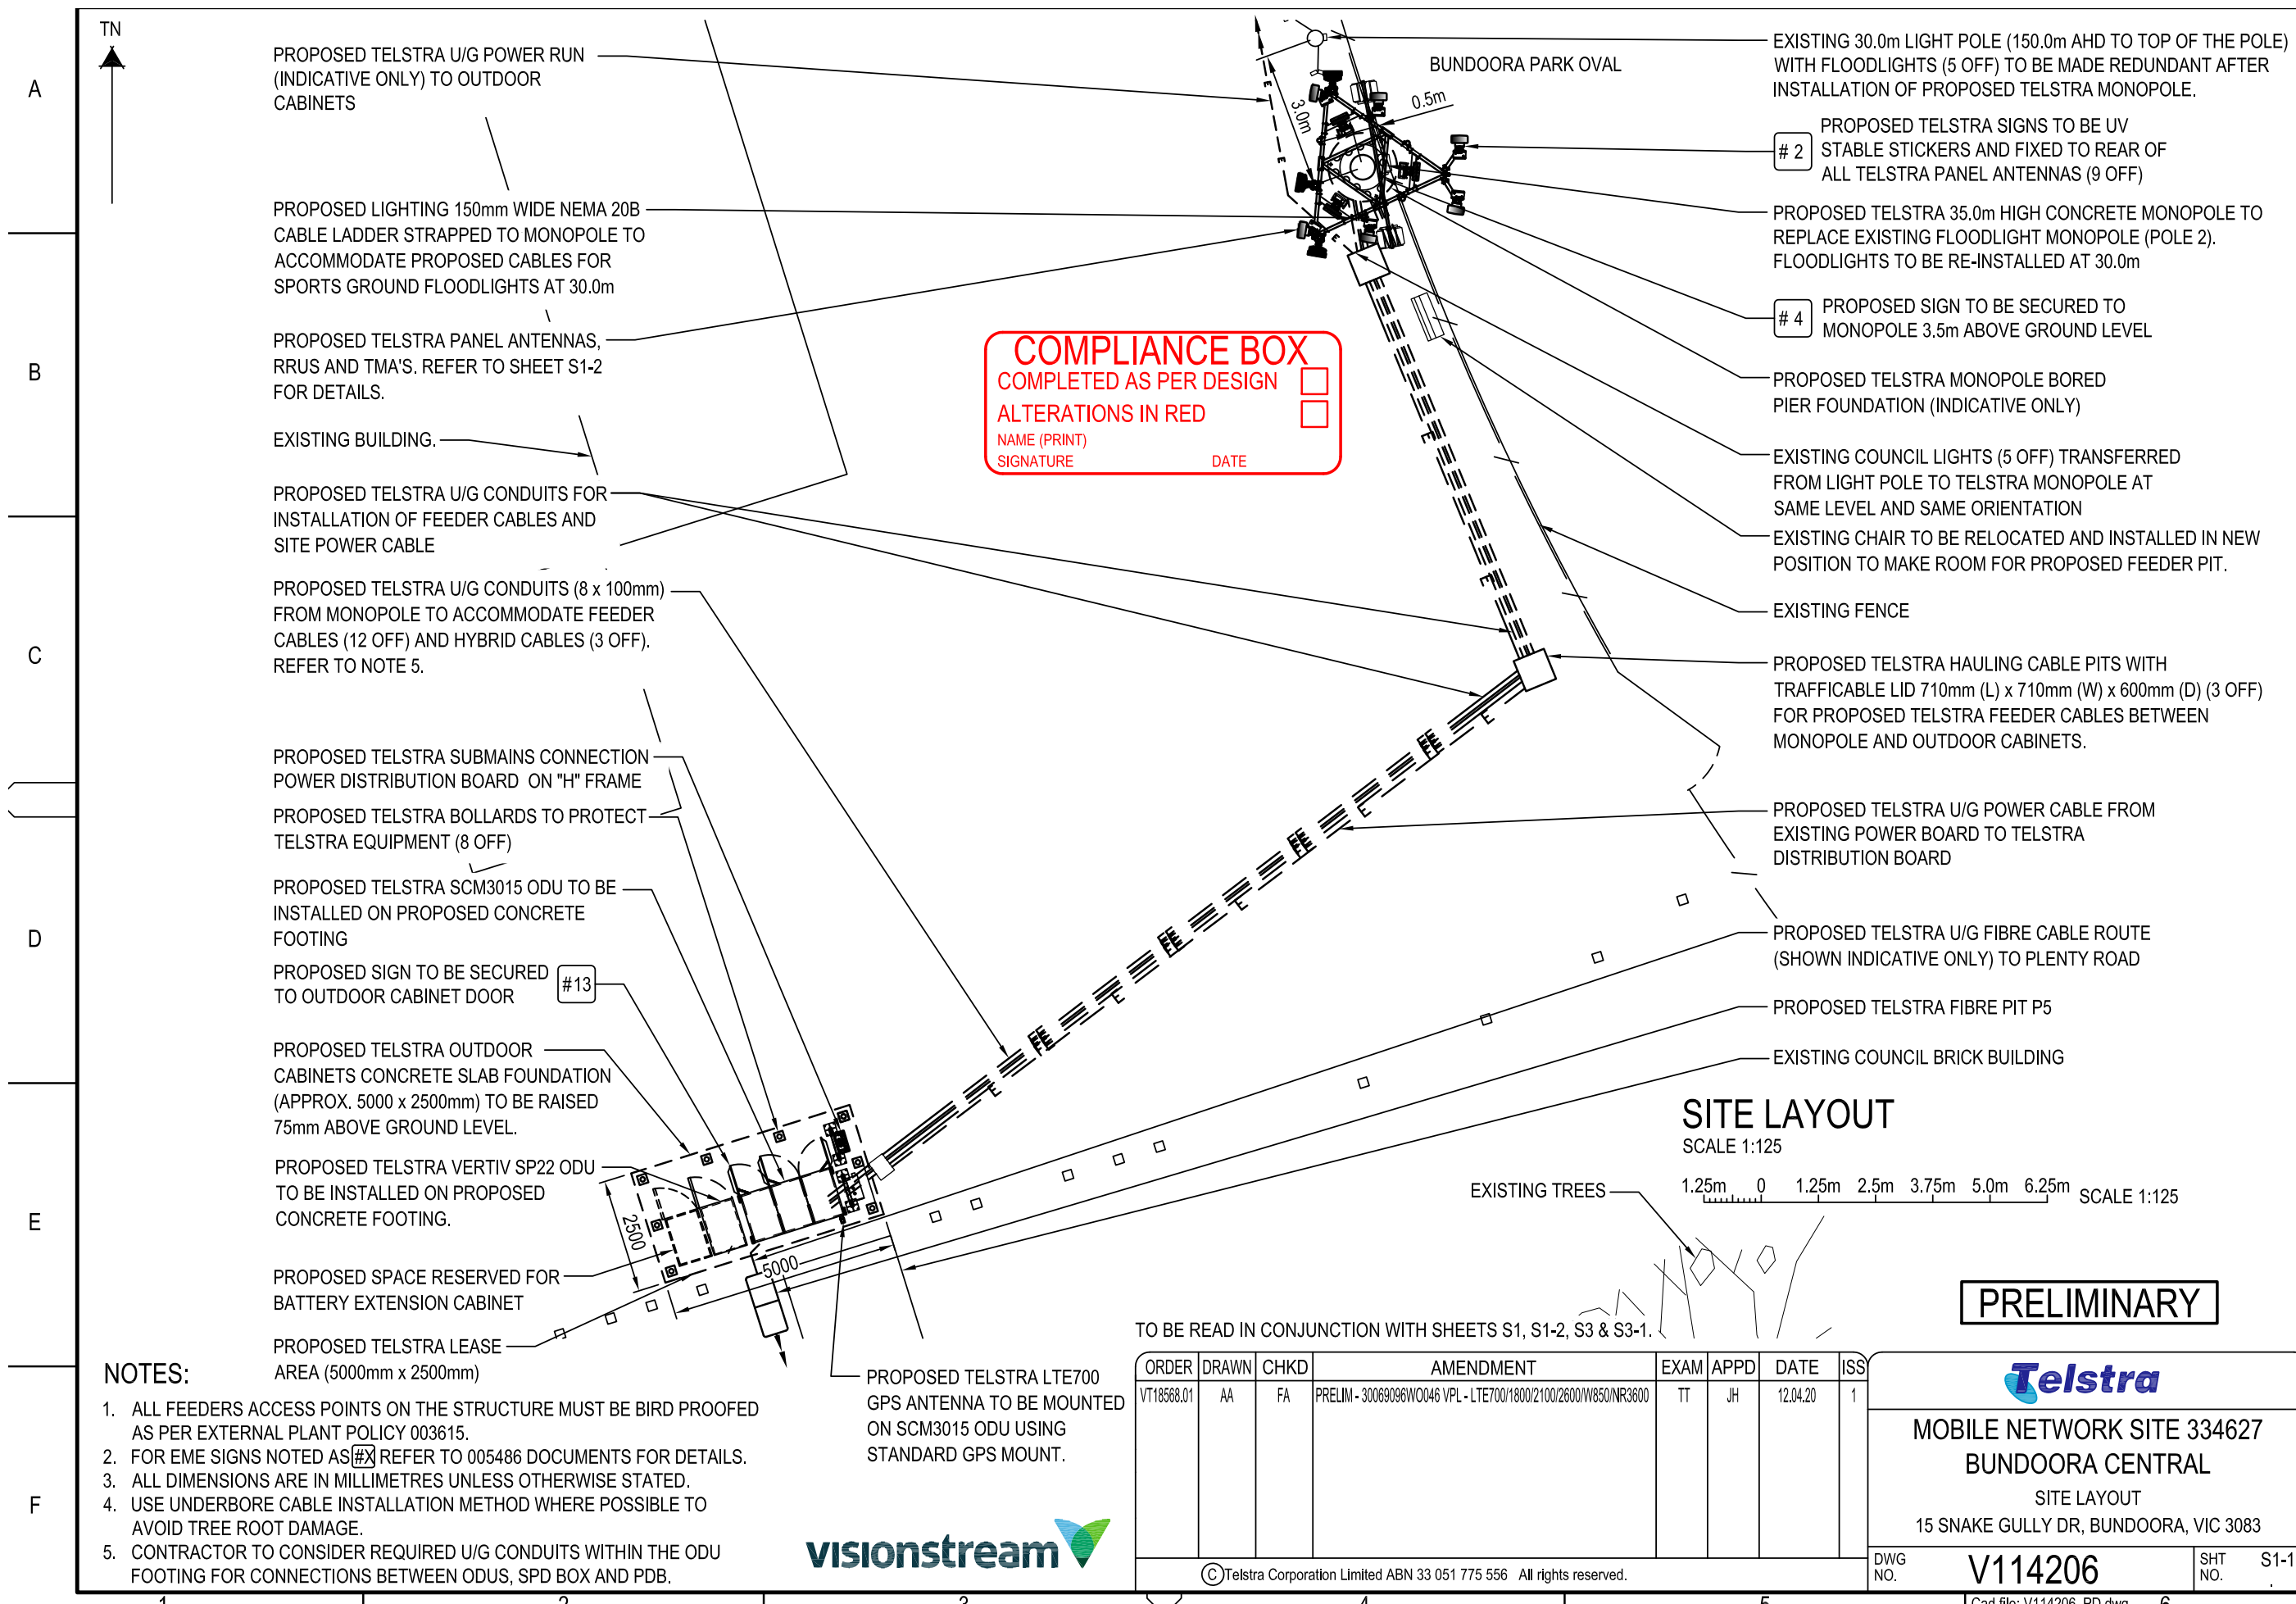 TN
A
B
C
D
E
F
PROPOSED TELSTRA U/G POWER RUN
(INDICATIVE ONLY) TO OUTDOOR
CABINETS
PROPOSED LIGHTING 150mm WIDE NEMA 20B
CABLE LADDER STRAPPED TO MONOPOLE TO
ACCOMMODATE PROPOSED CABLES FOR
SPORTS GROUND FLOODLIGHTS AT 30.0m
PROPOSED TELSTRA PANEL ANTENNAS,
RRUS AND TMA'S. REFER TO SHEET S1-2
FOR DETAILS.
EXISTING BUILDING.
PROPOSED TELSTRA U/G CONDUITS FOR
INSTALLATION OF FEEDER CABLES AND
SITE POWER CABLE
PROPOSED TELSTRA U/G CONDUITS (8 x 100mm)
FROM MONOPOLE TO ACCOMMODATE FEEDER
CABLES (12 OFF) AND HYBRID CABLES (3 OFF).
REFER TO NOTE 5.
PROPOSED TELSTRA SUBMAINS CONNECTION
POWER DISTRIBUTION BOARD ON "H" FRAME
PROPOSED TELSTRA BOLLARDS TO PROTECT
TELSTRA EQUIPMENT (8 OFF)
PROPOSED TELSTRA SCM3015 ODU TO BE
INSTALLED ON PROPOSED CONCRETE
FOOTING
PROPOSED SIGN TO BE SECURED
TO OUTDOOR CABINET DOOR
#13
PROPOSED TELSTRA OUTDOOR
CABINETS CONCRETE SLAB FOUNDATION
(APPROX. 5000 x 2500mm) TO BE RAISED
75mm ABOVE GROUND LEVEL.
PROPOSED TELSTRA VERTIV SP22 ODU
TO BE INSTALLED ON PROPOSED
CONCRETE FOOTING.
PROPOSED SPACE RESERVED FOR
BATTERY EXTENSION CABINET
PROPOSED TELSTRA LEASE
AREA (5000mm x 2500mm)
2500
5000
3.0m
0.5m
BUNDOORA PARK OVAL
E
E
E
E
E
E
E
E
E
E
E
COMPLIANCE BOX
COMPLETED AS PER DESIGN
ALTERATIONS IN RED
NAME (PRINT)
SIGNATURE DATE
EXISTING 30.0m LIGHT POLE (150.0m AHD TO TOP OF THE POLE)
WITH FLOODLIGHTS (5 OFF) TO BE MADE REDUNDANT AFTER
INSTALLATION OF PROPOSED TELSTRA MONOPOLE.
# 2
PROPOSED TELSTRA SIGNS TO BE UV
STABLE STICKERS AND FIXED TO REAR OF
ALL TELSTRA PANEL ANTENNAS (9 OFF)
PROPOSED TELSTRA 35.0m HIGH CONCRETE MONOPOLE TO
REPLACE EXISTING FLOODLIGHT MONOPOLE (POLE 2).
FLOODLIGHTS TO BE RE-INSTALLED AT 30.0m
# 4
PROPOSED SIGN TO BE SECURED TO
MONOPOLE 3.5m ABOVE GROUND LEVEL
PROPOSED TELSTRA MONOPOLE BORED
PIER FOUNDATION (INDICATIVE ONLY)
EXISTING COUNCIL LIGHTS (5 OFF) TRANSFERRED
FROM LIGHT POLE TO TELSTRA MONOPOLE AT
SAME LEVEL AND SAME ORIENTATION
EXISTING CHAIR TO BE RELOCATED AND INSTALLED IN NEW
POSITION TO MAKE ROOM FOR PROPOSED FEEDER PIT.
EXISTING FENCE
PROPOSED TELSTRA HAULING CABLE PITS WITH
TRAFFICABLE LID 710mm (L) x 710mm (W) x 600mm (D) (3 OFF)
FOR PROPOSED TELSTRA FEEDER CABLES BETWEEN
MONOPOLE AND OUTDOOR CABINETS.
PROPOSED TELSTRA U/G POWER CABLE FROM
EXISTING POWER BOARD TO TELSTRA
DISTRIBUTION BOARD
PROPOSED TELSTRA U/G FIBRE CABLE ROUTE
(SHOWN INDICATIVE ONLY) TO PLENTY ROAD
PROPOSED TELSTRA FIBRE PIT P5
EXISTING COUNCIL BRICK BUILDING
SITE LAYOUT
SCALE 1:125
1.25m 0 1.25m 2.5m 3.75m 5.0m 6.25m SCALE 1:125
EXISTING TREES
PRELIMINARY
TO BE READ IN CONJUNCTION WITH SHEETS S1, S1-2, S3 & S3-1.
NOTES:
1. ALL FEEDERS ACCESS POINTS ON THE STRUCTURE MUST BE BIRD PROOFED
AS PER EXTERNAL PLANT POLICY 003615.
2. FOR EME SIGNS NOTED AS #X REFER TO 005486 DOCUMENTS FOR DETAILS.
3. ALL DIMENSIONS ARE IN MILLIMETRES UNLESS OTHERWISE STATED.
4. USE UNDERBORE CABLE INSTALLATION METHOD WHERE POSSIBLE TO
AVOID TREE ROOT DAMAGE.
5. CONTRACTOR TO CONSIDER REQUIRED U/G CONDUITS WITHIN THE ODU
FOOTING FOR CONNECTIONS BETWEEN ODUS, SPD BOX AND PDB.
PROPOSED TELSTRA LTE700
GPS ANTENNA TO BE MOUNTED
ON SCM3015 ODU USING
STANDARD GPS MOUNT.
visionstream
ORDER DRAWN CHKD AMENDMENT EXAM APPD DATE ISS
VT18568.01 AA FA PRELIM - 30069096WO046 VPL - LTE700/1800/2100/2600/W850/NR3600 TT JH 12.04.20 1
© Telstra Corporation Limited ABN 33 051 775 556 All rights reserved.
Telstra
MOBILE NETWORK SITE 334627
BUNDOORA CENTRAL
SITE LAYOUT
15 SNAKE GULLY DR, BUNDOORA, VIC 3083
DWG NO. V114206 SHT NO. S1-1
1 2 3 4 5 6
Cad file: V114206_PD.dwg